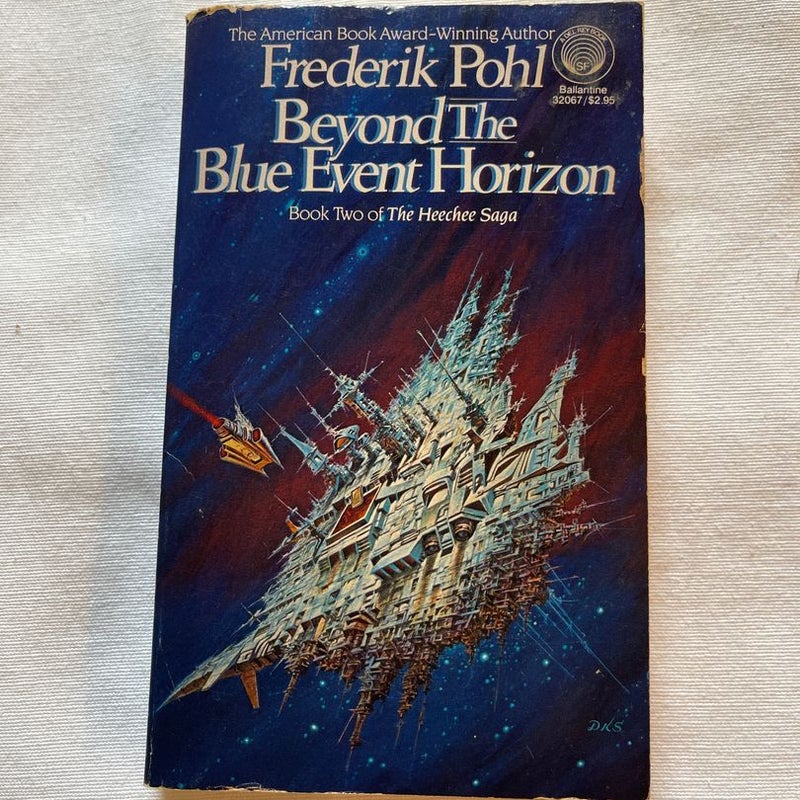 The American Book Award-Winning Author
Frederik Pohl
Beyond The
Blue Event Horizon
Book Two of The Heechee Saga
A DEL REY BOOK
SF
Ballantine
32067/$2.95
DKS